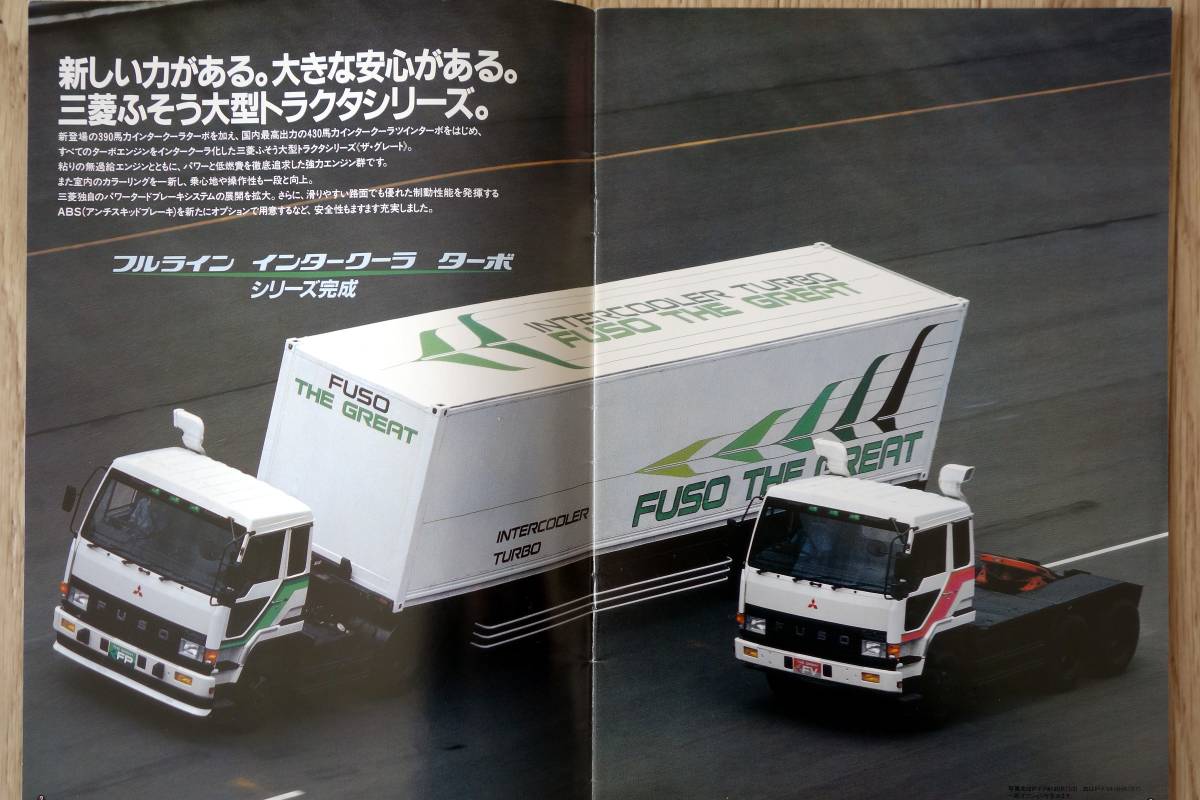 新しい力がある。大きな安心がある。
三菱ふそう大型トラクタシリーズ。
新登場の390馬力インタークーラターボを加え、国内最高出力の430馬力インタークーラツインターボをはじめ、
すべてのターボエンジンをインタークーラ化した三菱ふそう大型トラクタシリーズ〈ザ・グレート〉。
粘りの無過給エンジンとともに、パワーと低燃費を徹底追求した強力エンジン群です。
また室内のカラーリングを一新し、乗心地や操作性も一段と向上。
三菱独自のパワータードブレーキシステムの展開を拡大。さらに、滑りやすい路面でも優れた制動性能を発揮する
ABS(アンチスキッドブレーキ)を新たにオプションで用意するなど、安全性もますます充実しました。
フルライン インタークーラ ターボ
シリーズ完成
INTERCOOLER TURBO
FUSO THE GREAT
FUSO
THE GREAT
FUSO THE GREAT
INTERCOOLER
TURBO
FUSO
THE GREAT
FP
FUSO
THE GREAT
FV